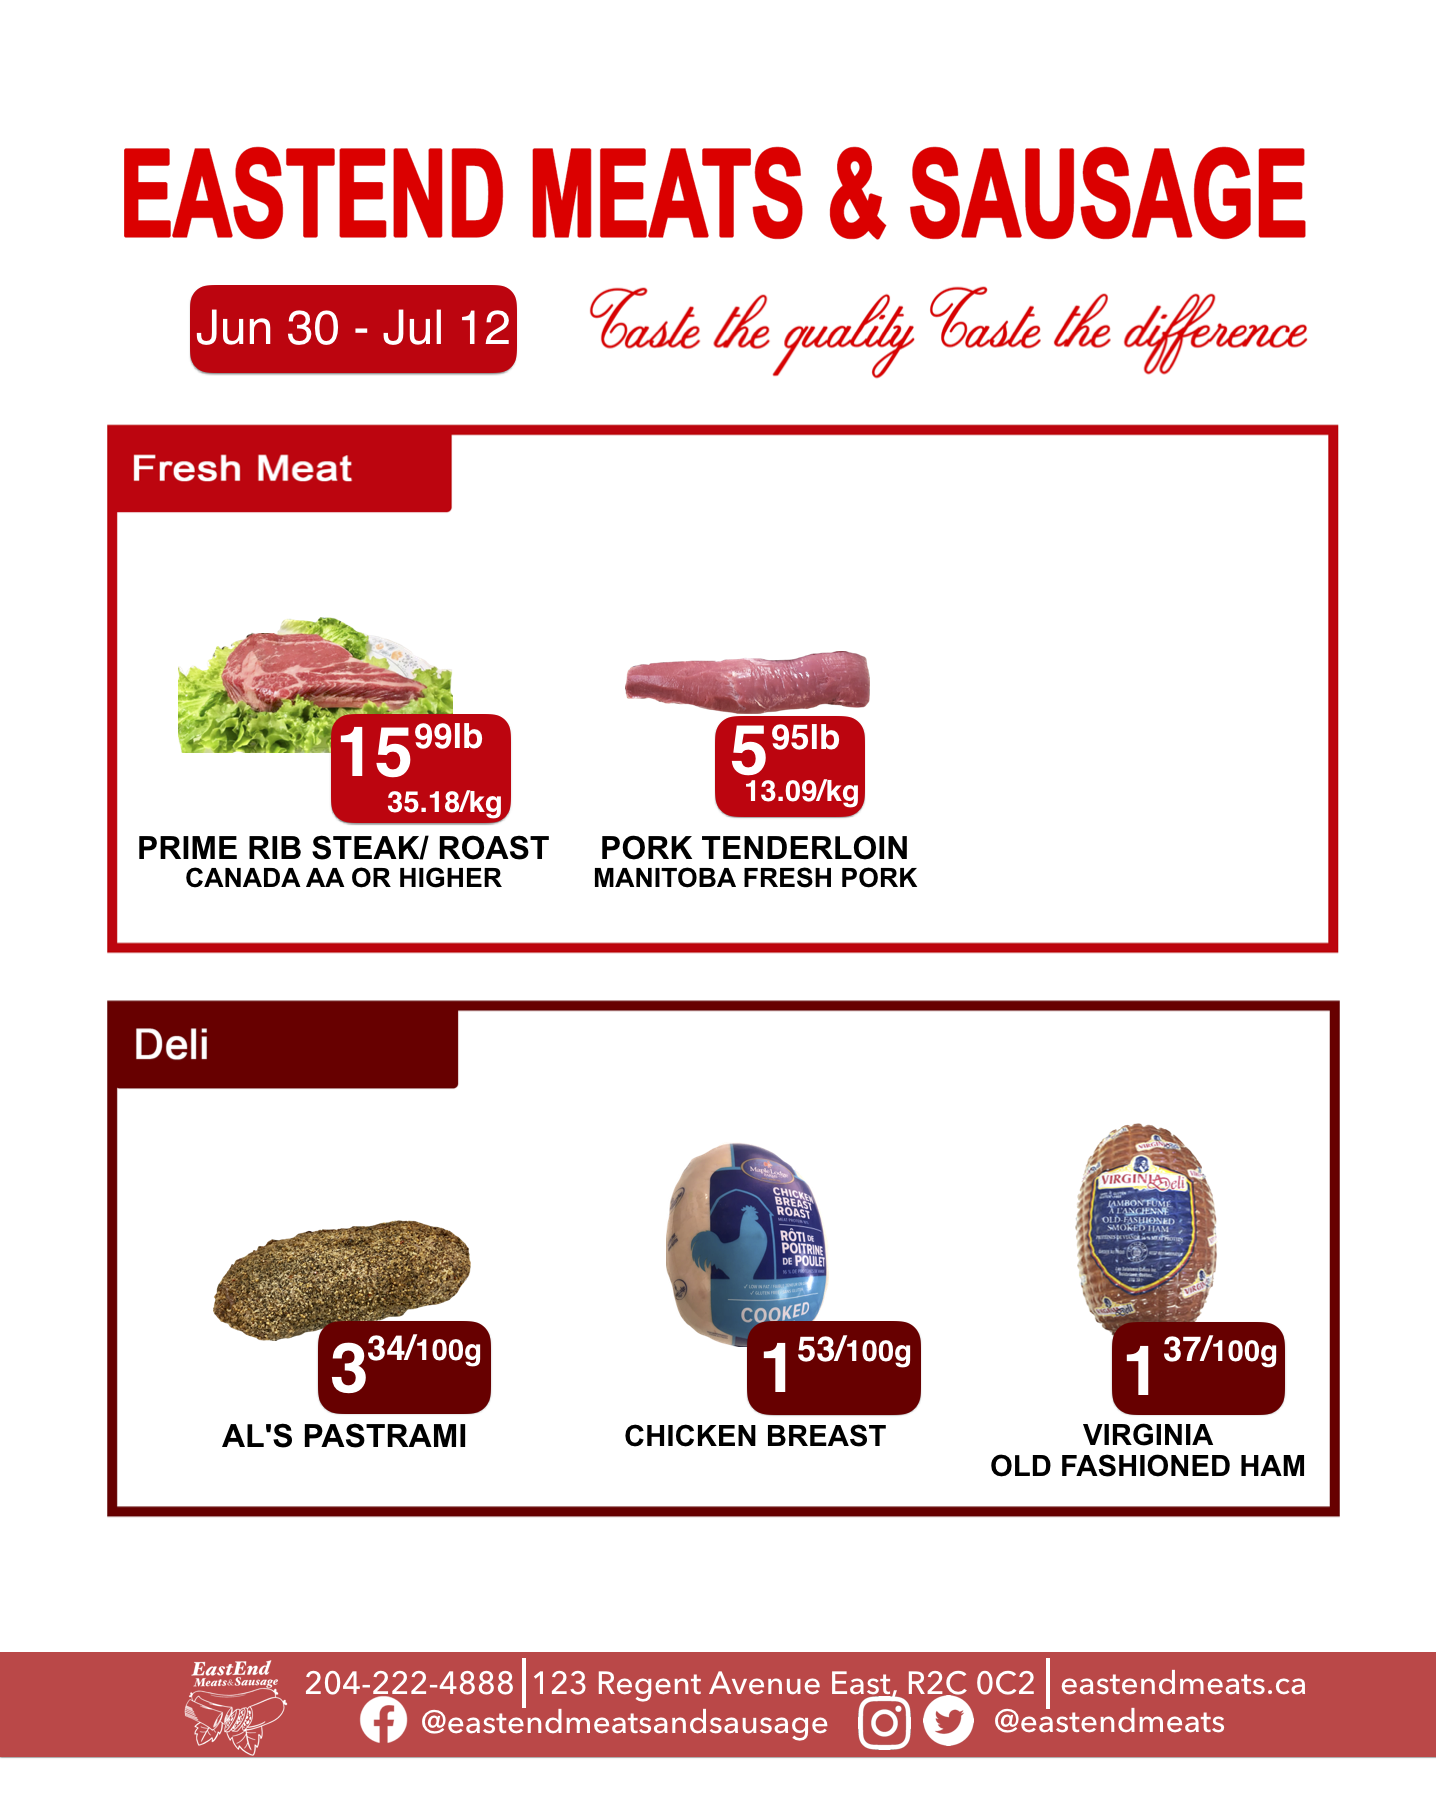 EASTEND MEATS & SAUSAGE
Jun 30 - Jul 12
Taste the quality Taste the difference
Fresh Meat
15 99lb
35.18/kg
PRIME RIB STEAK/ ROAST
CANADA AA OR HIGHER
5 95lb
13.09/kg
PORK TENDERLOIN
MANITOBA FRESH PORK
Deli
3 34/100g
AL'S PASTRAMI
Maple Lodge
CHICKEN
BREAST
ROAST
RÔTI DE
POITRINE
DE POULET
COOKED
1 53/100g
CHICKEN BREAST
VIRGINIA Deli
JAMBON FUMÉ
À L'ANCIENNE
OLD-FASHIONED
SMOKED HAM
1 37/100g
VIRGINIA
OLD FASHIONED HAM
EastEnd
Meats & Sausage
204-222-4888 | 123 Regent Avenue East, R2C 0C2 | eastendmeats.ca
@eastendmeatsandsausage @eastendmeats